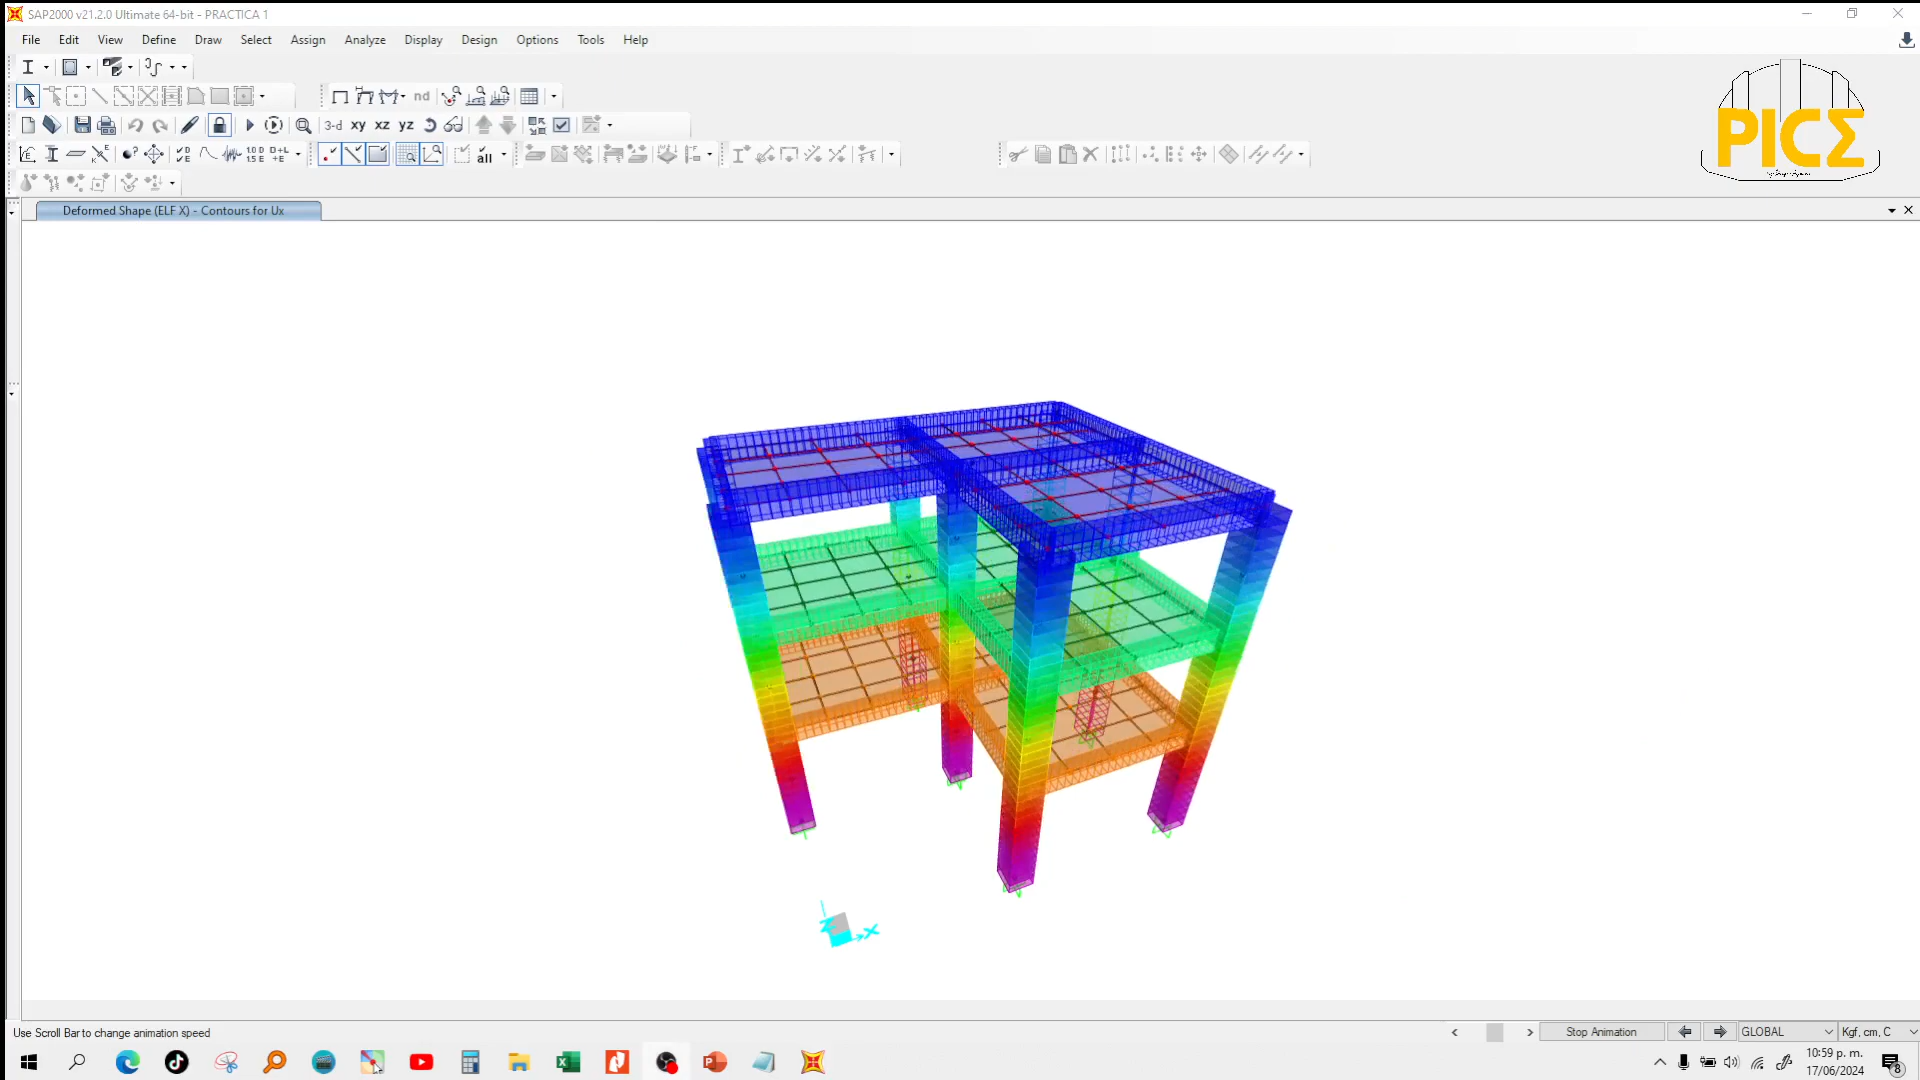 SAP2000 v21.2.0 Ultimate 64-bit - PRACTICA 1
File Edit View Define Draw Select Assign Analyze Display Design Options Tools Help
PICΣ
nd
3-d xy xz yz
all
Deformed Shape (ELF X) - Contours for Ux
Z X
Use Scroll Bar to change animation speed
Stop Animation
GLOBAL
Kgf, cm, C
10:59 p. m.
17/06/2024
8